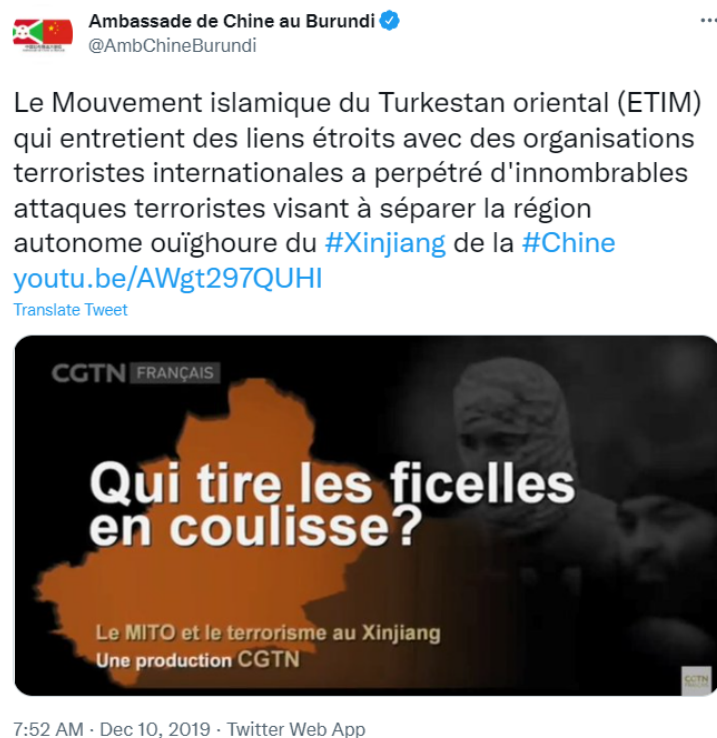 Ambassade de Chine au Burundi
@AmbChineBurundi
Le Mouvement islamique du Turkestan oriental (ETIM)
qui entretient des liens étroits avec des organisations
terroristes internationales a perpétré d'innombrables
attaques terroristes visant à séparer la région
autonome ouïghoure du #Xinjiang de la #Chine
youtu.be/AWgt297QUHI
Translate Tweet
CGTN FRANÇAIS
Qui tire les ficelles
en coulisse?
Le MITO et le terrorisme au Xinjiang
Une production CGTN
CGTN
7:52 AM · Dec 10, 2019 · Twitter Web App